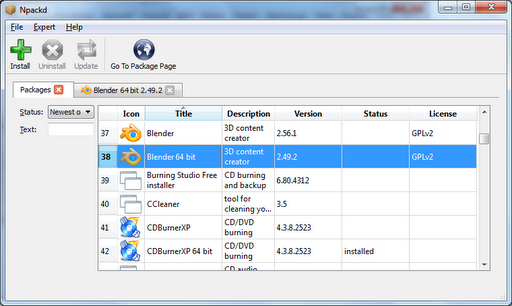 Npackd
File Expert Help
Install Uninstall Update Go To Package Page
Packages Blender 64 bit 2.49.2
Status: Newest o
Text:
Icon Title Description Version Status License
37 Blender 3D content creator 2.56.1 GPLv2
38 Blender 64 bit 3D content creator 2.49.2 GPLv2
39 Burning Studio Free installer CD burning and backup 6.80.4312
40 CCleaner tool for cleaning yo... 3.5
41 CDBurnerXP CD/DVD burning 4.3.8.2523
42 CDBurnerXP 64 bit CD/DVD burning 4.3.8.2523 installed
CD audio